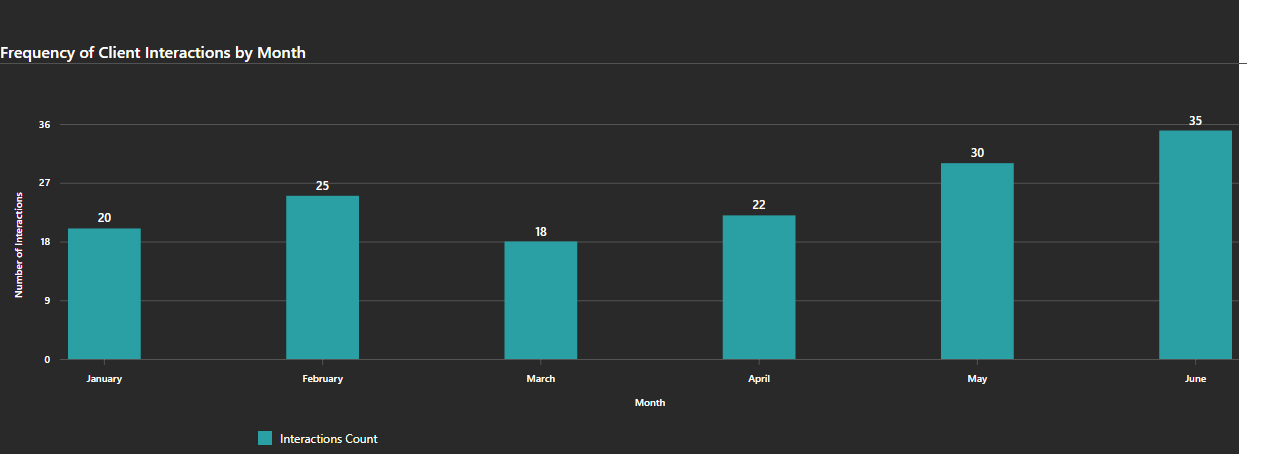 Frequency of Client Interactions by Month
36
27
18
9
0
Number of Interactions
20
25
18
22
30
35
January
February
March
April
May
June
Month
Interactions Count